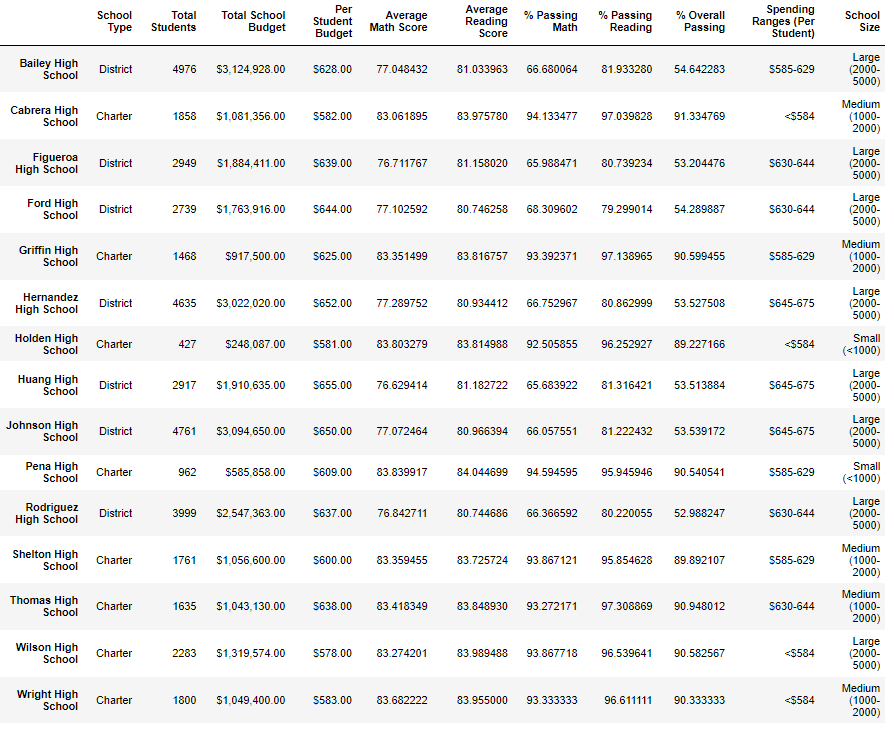 School Type Total Students Total School Budget Per Student Budget Average Math Score Average Reading Score % Passing Math % Passing Reading % Overall Passing Spending Ranges (Per Student) School Size
Bailey High School District 4976 $3,124,928.00 $628.00 77.048432 81.033963 66.680064 81.933280 54.642283 $585-629 Large (2000-5000)
Cabrera High School Charter 1858 $1,081,356.00 $582.00 83.061895 83.975780 94.133477 97.039828 91.334769 <$584 Medium (1000-2000)
Figueroa High School District 2949 $1,884,411.00 $639.00 76.711767 81.158020 65.988471 80.739234 53.204476 $630-644 Large (2000-5000)
Ford High School District 2739 $1,763,916.00 $644.00 77.102592 80.746258 68.309602 79.299014 54.289887 $630-644 Large (2000-5000)
Griffin High School Charter 1468 $917,500.00 $625.00 83.351499 83.816757 93.392371 97.138965 90.599455 $585-629 Medium (1000-2000)
Hernandez High School District 4635 $3,022,020.00 $652.00 77.289752 80.934412 66.752967 80.862999 53.527508 $645-675 Large (2000-5000)
Holden High School Charter 427 $248,087.00 $581.00 83.803279 83.814988 92.505855 96.252927 89.227166 <$584 Small (<1000)
Huang High School District 2917 $1,910,635.00 $655.00 76.629414 81.182722 65.683922 81.316421 53.513884 $645-675 Large (2000-5000)
Johnson High School District 4761 $3,094,650.00 $650.00 77.072464 80.966394 66.057551 81.222432 53.539172 $645-675 Large (2000-5000)
Pena High School Charter 962 $585,858.00 $609.00 83.839917 84.044699 94.594595 95.945946 90.540541 $585-629 Small (<1000)
Rodriguez High School District 3999 $2,547,363.00 $637.00 76.842711 80.744686 66.366592 80.220055 52.988247 $630-644 Large (2000-5000)
Shelton High School Charter 1761 $1,056,600.00 $600.00 83.359455 83.725724 93.867121 95.854628 89.892107 $585-629 Medium (1000-2000)
Thomas High School Charter 1635 $1,043,130.00 $638.00 83.418349 83.848930 93.272171 97.308869 90.948012 $630-644 Medium (1000-2000)
Wilson High School Charter 2283 $1,319,574.00 $578.00 83.274201 83.989488 93.867718 96.539641 90.582567 <$584 Large (2000-5000)
Wright High School Charter 1800 $1,049,400.00 $583.00 83.682222 83.955000 93.333333 96.611111 90.333333 <$584 Medium (1000-2000)